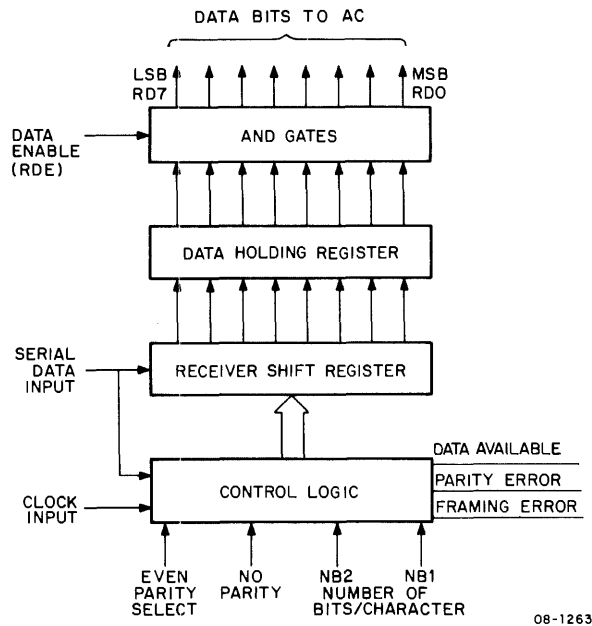 DATA BITS TO AC
LSB
RD7
MSB
RD0
DATA
ENABLE
(RDE)
AND GATES
DATA HOLDING REGISTER
SERIAL
DATA
INPUT
RECEIVER SHIFT REGISTER
CLOCK
INPUT
CONTROL LOGIC
DATA AVAILABLE
PARITY ERROR
FRAMING ERROR
EVEN
PARITY
SELECT
NO
PARITY
NB2 NB1
NUMBER OF
BITS/CHARACTER
08-1263